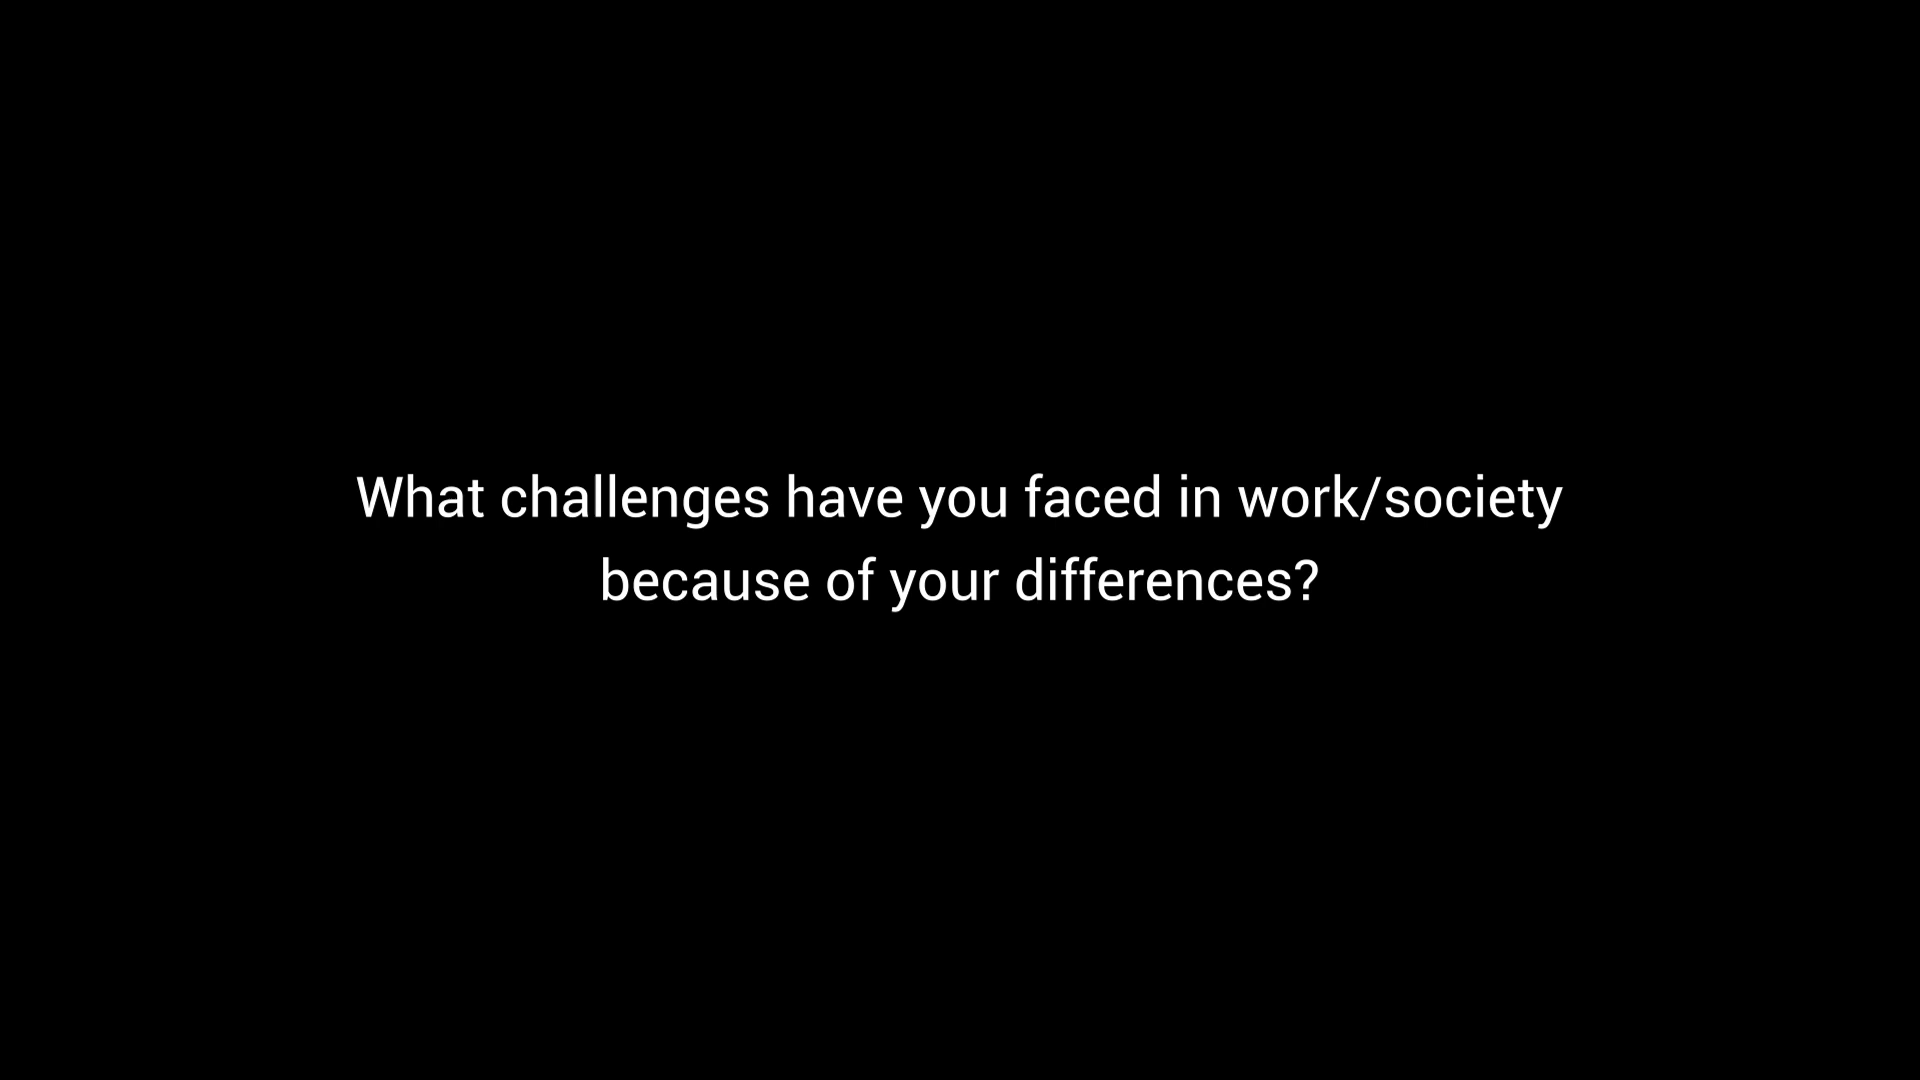 What challenges have you faced in work/society
because of your differences?